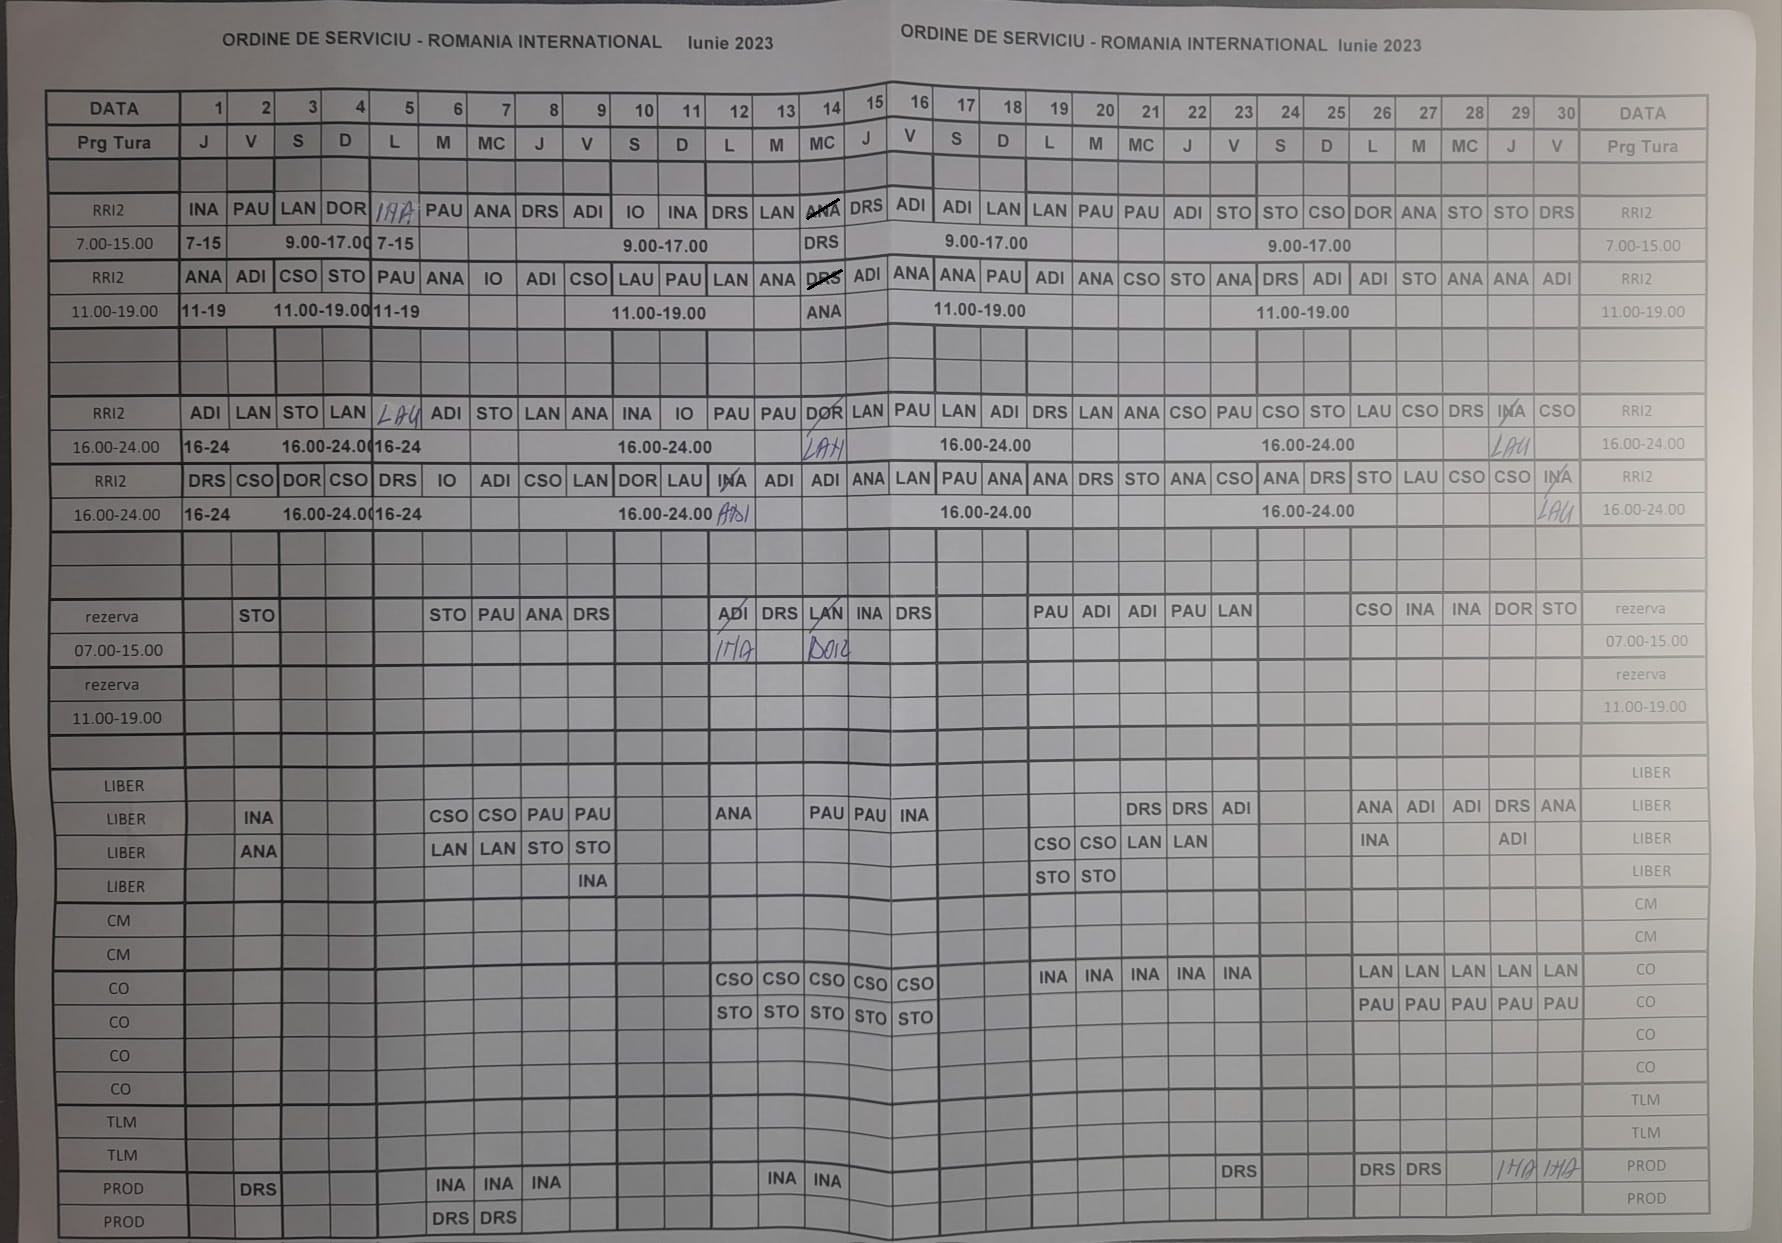 ORDINE DE SERVICIU - ROMANIA INTERNATIONAL Iunie 2023 ORDINE DE SERVICIU - ROMANIA INTERNATIONAL Iunie 2023
DATA 1 2 3 4 5 6 7 8 9 10 11 12 13 14 15 16 17 18 19 20 21 22 23 24 25 26 27 28 29 30 DATA
Prg Tura J V S D L M MC J V S D L M MC J V S D L M MC J V S D L M MC J V Prg Tura
RRI2 INA PAU LAN DOR INA PAU ANA DRS ADI IO INA DRS LAN ANA DRS ADI ADI LAN LAN PAU PAU ADI STO STO CSO DOR ANA STO STO DRS RRI2
7.00-15.00 7-15 9.00-17.00 7-15 9.00-17.00 DRS 9.00-17.00 9.00-17.00 7.00-15.00
RRI2 ANA ADI CSO STO PAU ANA IO ADI CSO LAU PAU LAN ANA DRS ADI ANA ANA PAU ADI ANA CSO STO ANA DRS ADI ADI STO ANA ANA ADI RRI2
11.00-19.00 11-19 11.00-19.00 11-19 11.00-19.00 ANA 11.00-19.00 11.00-19.00 11.00-19.00
RRI2 ADI LAN STO LAN LAU ADI STO LAN ANA INA IO PAU PAU DOR LAN PAU LAN ADI DRS LAN ANA CSO PAU CSO STO LAU CSO DRS INA CSO RRI2
16.00-24.00 16-24 16.00-24.00 16-24 16.00-24.00 LAN 16.00-24.00 16.00-24.00 LAU 16.00-24.00
RRI2 DRS CSO DOR CSO DRS IO ADI CSO LAN DOR LAU INA ADI ADI ANA LAN PAU ANA ANA DRS STO ANA CSO ANA DRS STO LAU CSO CSO INA RRI2
16.00-24.00 16-24 16.00-24.00 16-24 16.00-24.00 ADI 16.00-24.00 16.00-24.00 LAU 16.00-24.00
rezerva STO STO PAU ANA DRS ADI DRS LAN INA DRS PAU ADI ADI PAU LAN CSO INA INA DOR STO rezerva
07.00-15.00 INA DOR 07.00-15.00
rezerva rezerva
11.00-19.00 11.00-19.00
LIBER LIBER
LIBER INA CSO CSO PAU PAU ANA PAU PAU INA DRS DRS ADI ANA ADI ADI DRS ANA LIBER
LIBER ANA LAN LAN STO STO CSO CSO LAN LAN INA ADI LIBER
LIBER INA STO STO LIBER
CM CM
CM CM
CO CSO CSO CSO CSO CSO INA INA INA INA INA LAN LAN LAN LAN LAN CO
CO STO STO STO STO STO PAU PAU PAU PAU PAU CO
CO CO
CO CO
TLM TLM
TLM TLM
PROD DRS INA INA INA INA INA DRS DRS DRS INA INA PROD
PROD DRS DRS PROD